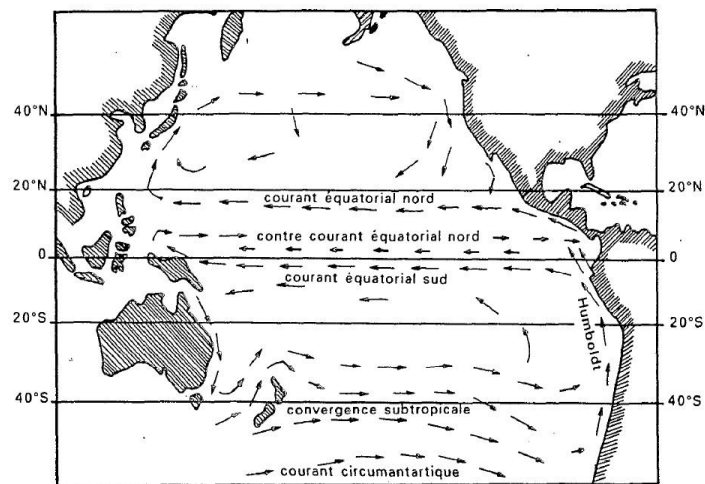 40°N
40°N
20°N
courant équatorial nord
20°N
contre courant équatorial nord
0
0
courant équatorial sud
20°S
Humboldt
20°S
40°S
convergence subtropicale
40°S
courant circumantartique